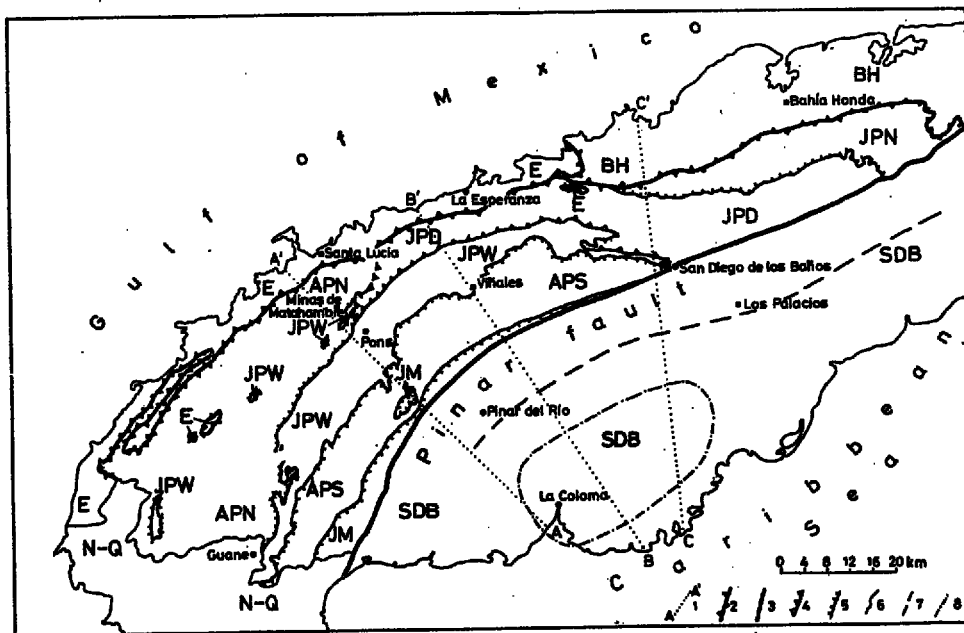 Gulf of Mexico
BH
Bahía Honda
C'
JPN
E
BH
La Esperanza
B'
E
JPD
JPD
SDB
Santa Lucía
A'
JPW
San Diego de los Baños
E
APN
Viñales
APS
Minas de Matahambre
Los Palacios
JPW
Pons
Pinar fault
JM
JPW
Pinar del Río
E
JPW
SDB
JPW
APS
La Coloma
E
APN
SDB
JM
A
C
N-Q
Guane
B
Caribbean Sea
N-Q
0 4 8 12 16 20 km
A A' 1 2 3 4 5 6 7 8